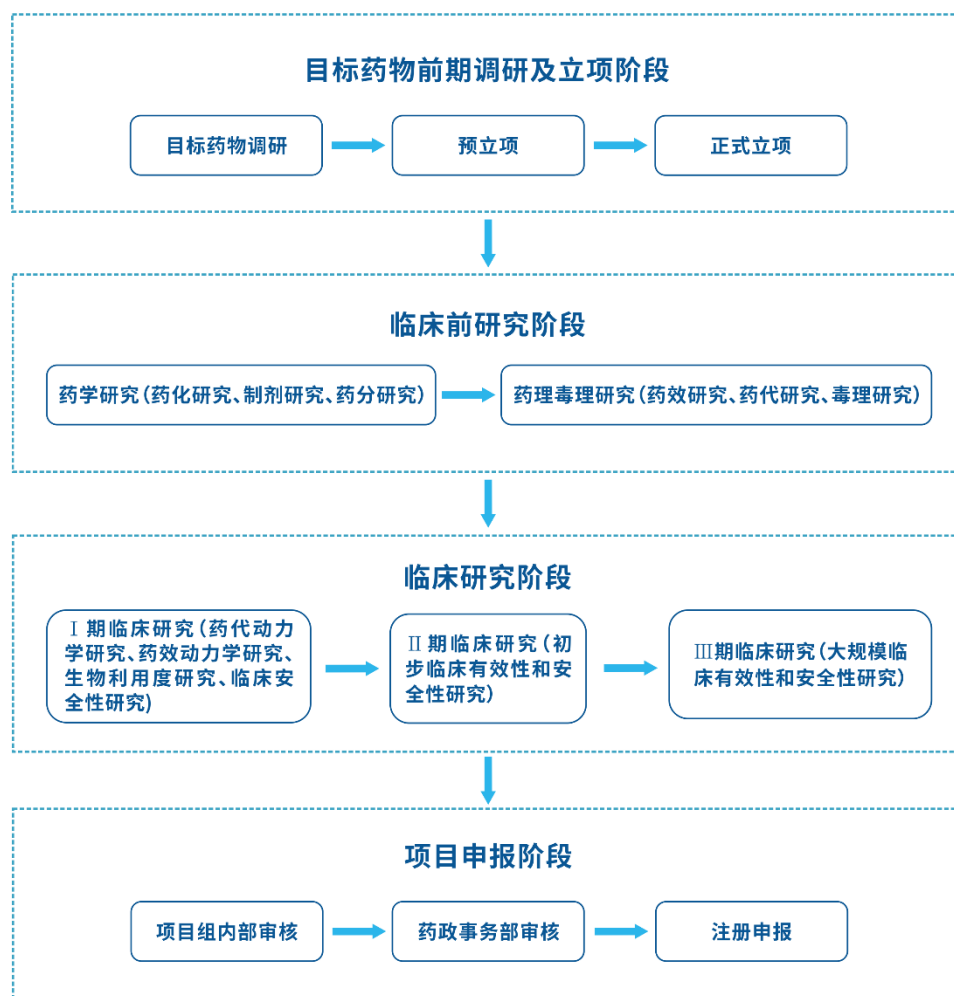 目标药物前期调研及立项阶段
目标药物调研
预立项
正式立项
临床前研究阶段
药学研究(药化研究、制剂研究、药分研究)
药理毒理研究(药效研究、药代研究、毒理研究)
临床研究阶段
Ⅰ期临床研究(药代动力
学研究、药效动力学研究、
生物利用度研究、临床安
全性研究)
Ⅱ期临床研究(初
步临床有效性和安
全性研究)
Ⅲ期临床研究(大规模临
床有效性和安全性研究)
项目申报阶段
项目组内部审核
药政事务部审核
注册申报